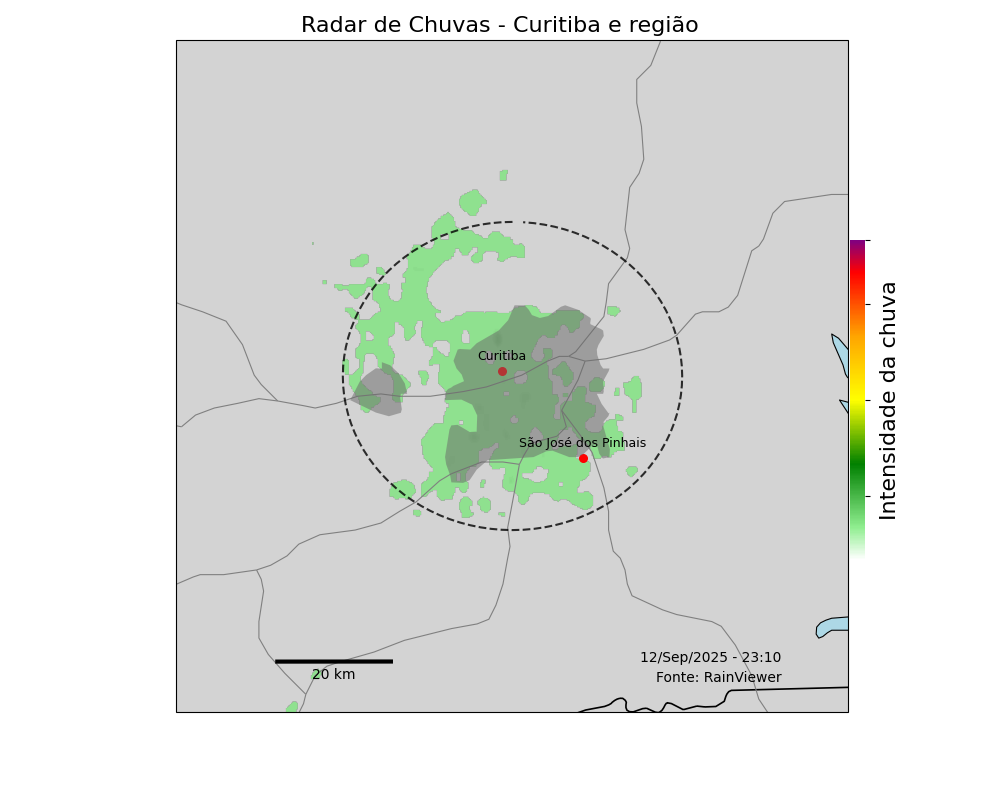 Radar de Chuvas - Curitiba e região
Curitiba
São José dos Pinhais
Intensidade da chuva
12/Sep/2025 - 23:10
20 km
Fonte: RainViewer